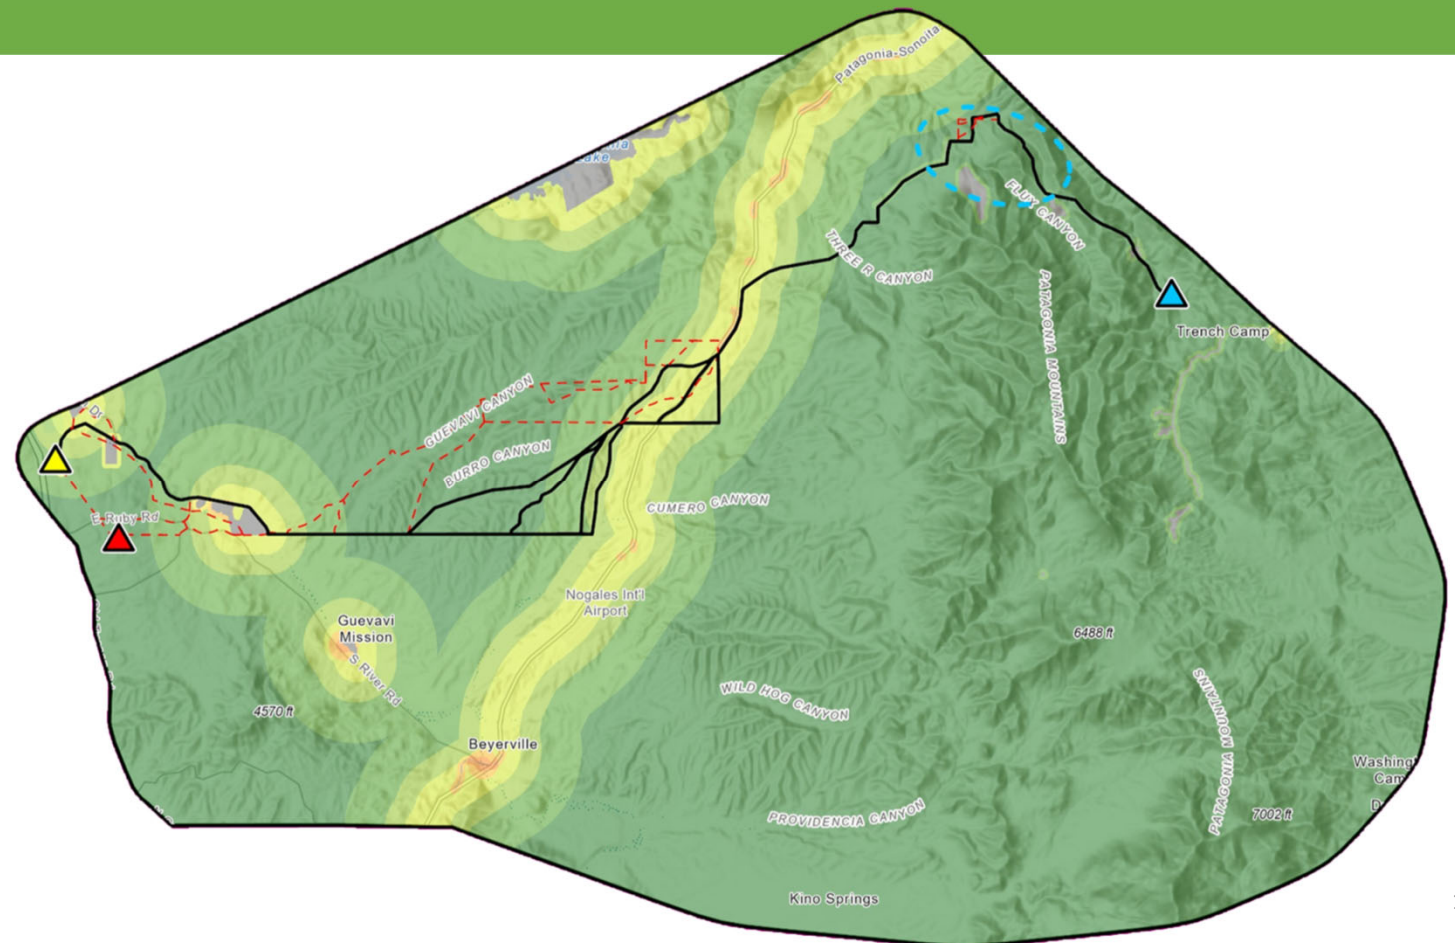 Patagonia-Sonoita
FLUX CANYON
THREE R CANYON
PATAGONIA MOUNTAINS
Trench Camp
GUEVAVI CANYON
Dr
BURRO CANYON
E Ruby Rd
CUMERO CANYON
Nogales Int'l
Airport
Guevavi
Mission
S River Rd
6488 ft
4570 ft
WILD HOG CANYON
PATAGONIA MOUNTAINS
Beyerville
PROVIDENCIA CANYON
7002 ft
Kino Springs